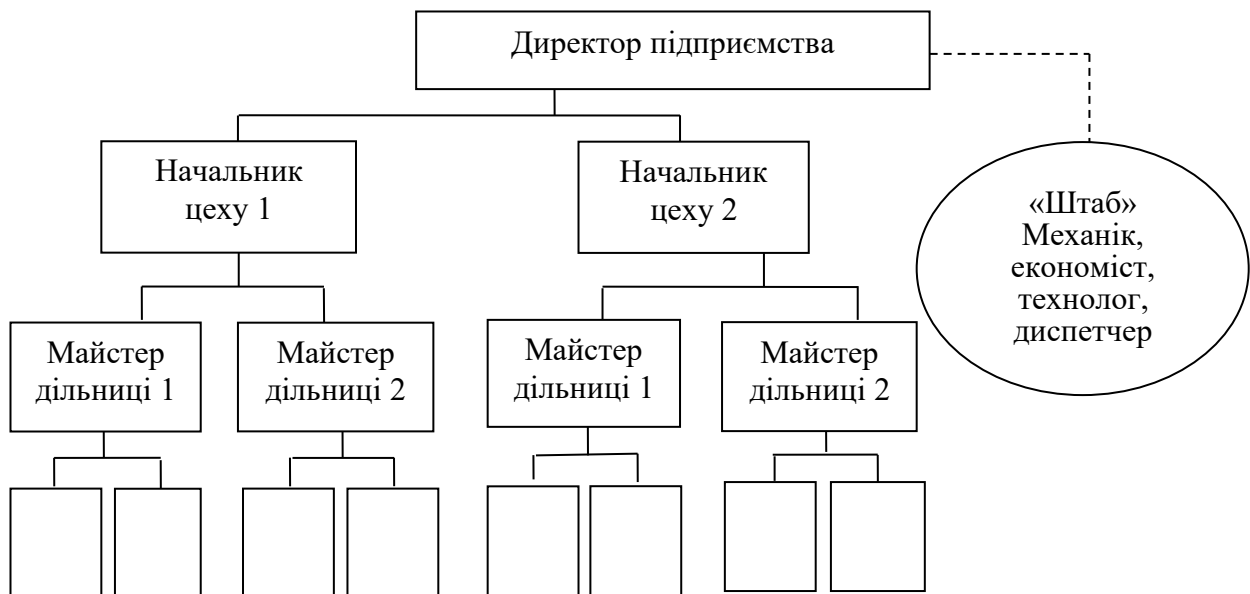 Директор підприємства
Начальник
цеху 1
Начальник
цеху 2
«Штаб»
Механік,
економіст,
технолог,
диспетчер
Майстер
дільниці 1
Майстер
дільниці 2
Майстер
дільниці 1
Майстер
дільниці 2